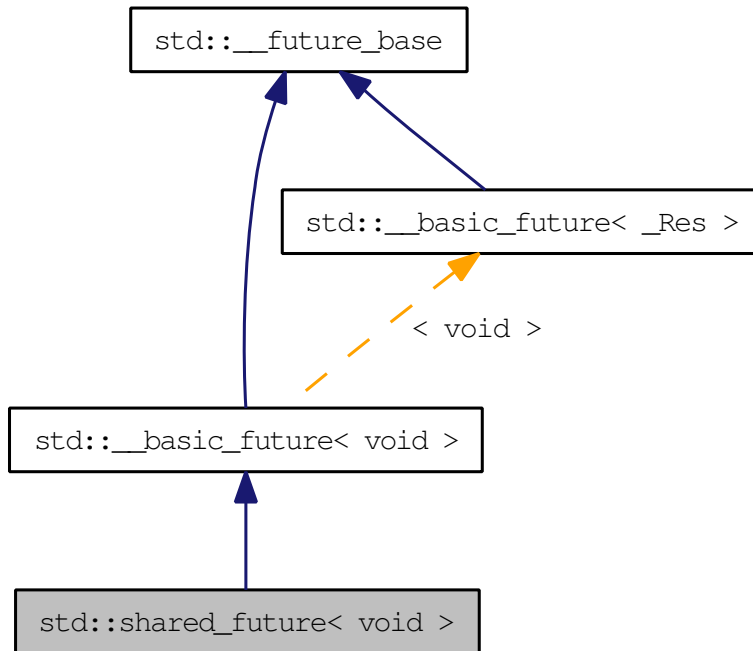 std::__future_base
std::__basic_future< _Res >
< void >
std::__basic_future< void >
std::shared_future< void >